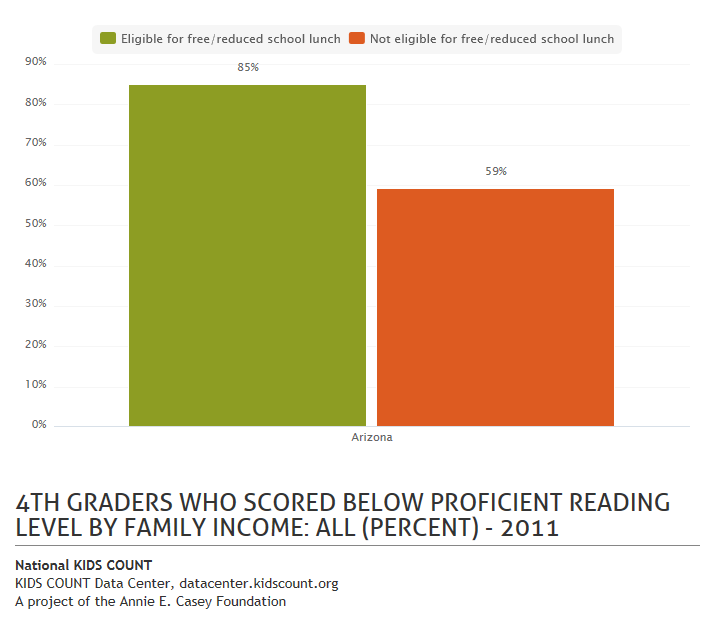 Eligible for free/reduced school lunch Not eligible for free/reduced school lunch
90%
85%
80%
70%
59%
60%
50%
40%
30%
20%
10%
0%
Arizona
4TH GRADERS WHO SCORED BELOW PROFICIENT READING
LEVEL BY FAMILY INCOME: ALL (PERCENT) - 2011
National KIDS COUNT
KIDS COUNT Data Center, datacenter.kidscount.org
A project of the Annie E. Casey Foundation